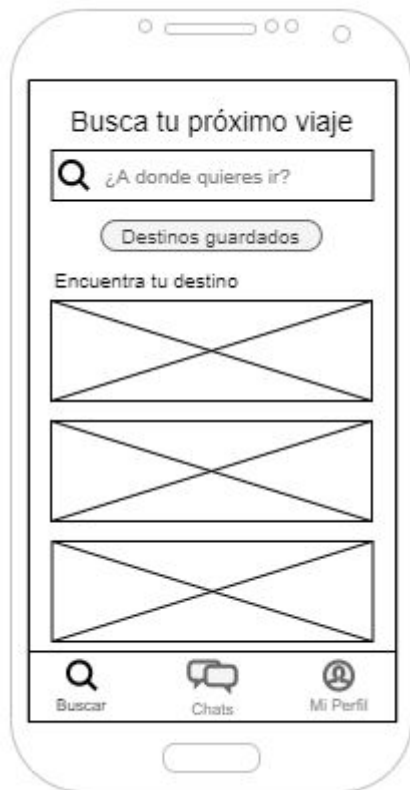 Busca tu próximo viaje
¿A donde quieres ir?
Destinos guardados
Encuentra tu destino
Buscar
Chats
Mi Perfil